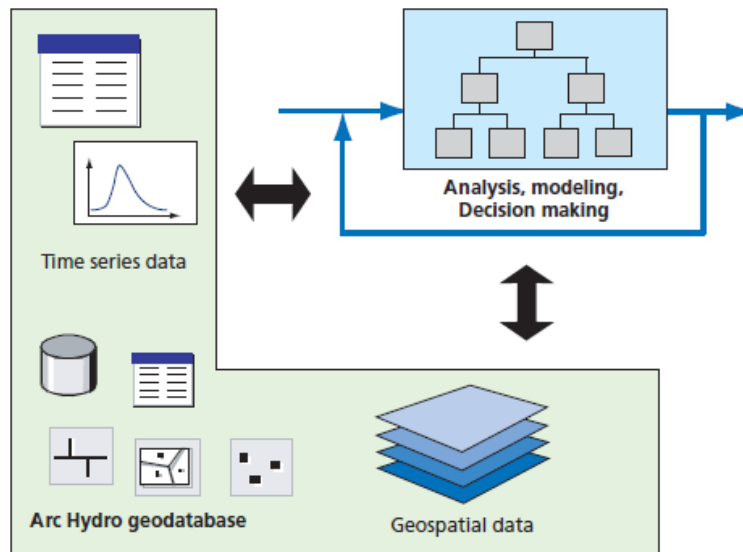 Analysis, modeling,
Decision making
Time series data
Arc Hydro geodatabase
Geospatial data